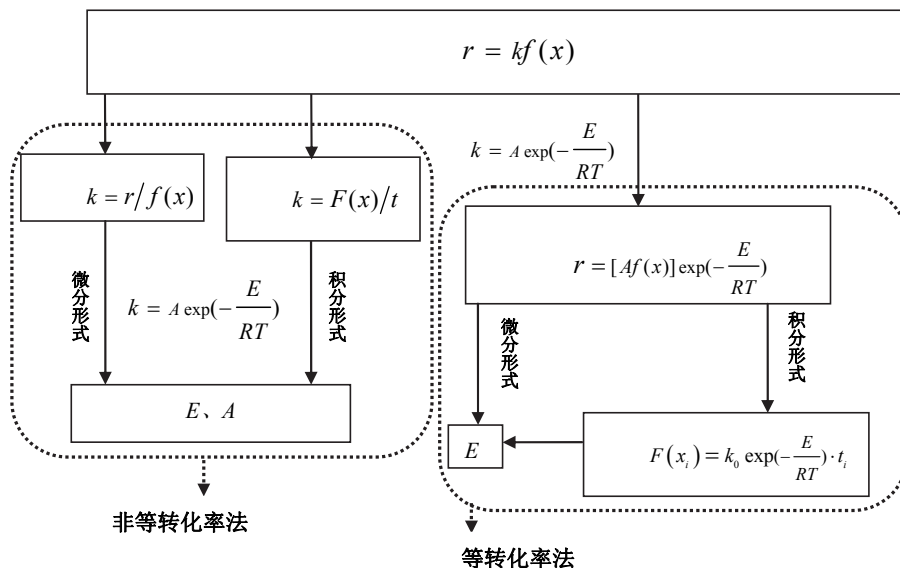 r = kf(x)
k = A exp(-E/RT)
k = r/f(x)
k = F(x)/t
r = [Af(x)] exp(-E/RT)
微分形式
k = A exp(-E/RT)
积分形式
微分形式
积分形式
E、A
E
F(x_i) = k_0 exp(-E/RT)·t_i
非等转化率法
等转化率法